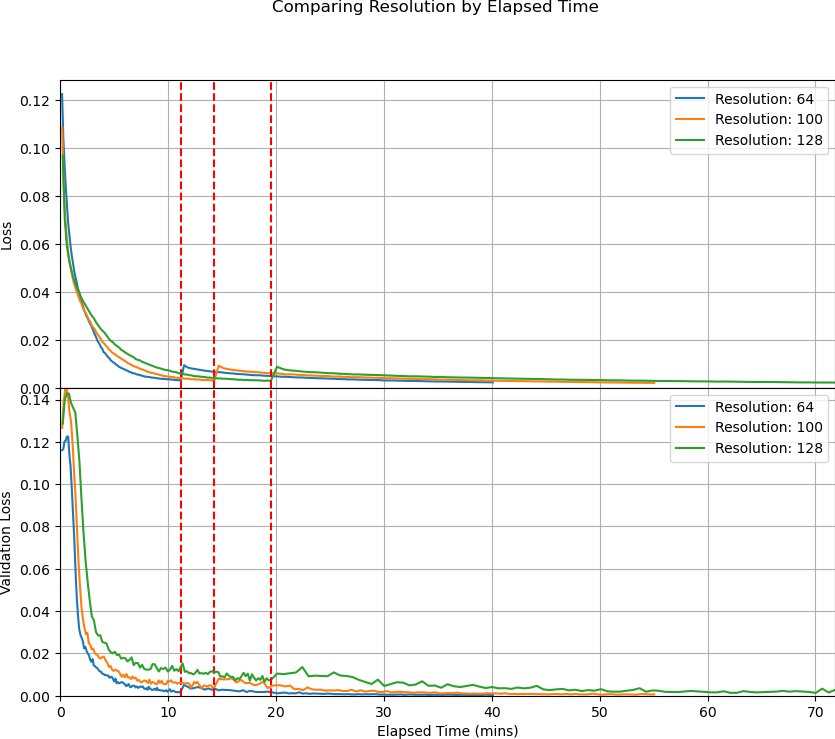 Comparing Resolution by Elapsed Time
0.12
0.10
0.08
0.06
0.04
0.02
0.00
Loss
Resolution: 64
Resolution: 100
Resolution: 128
0.14
0.12
0.10
0.08
0.06
0.04
0.02
0.00
Validation Loss
Resolution: 64
Resolution: 100
Resolution: 128
0 10 20 30 40 50 60 70
Elapsed Time (mins)